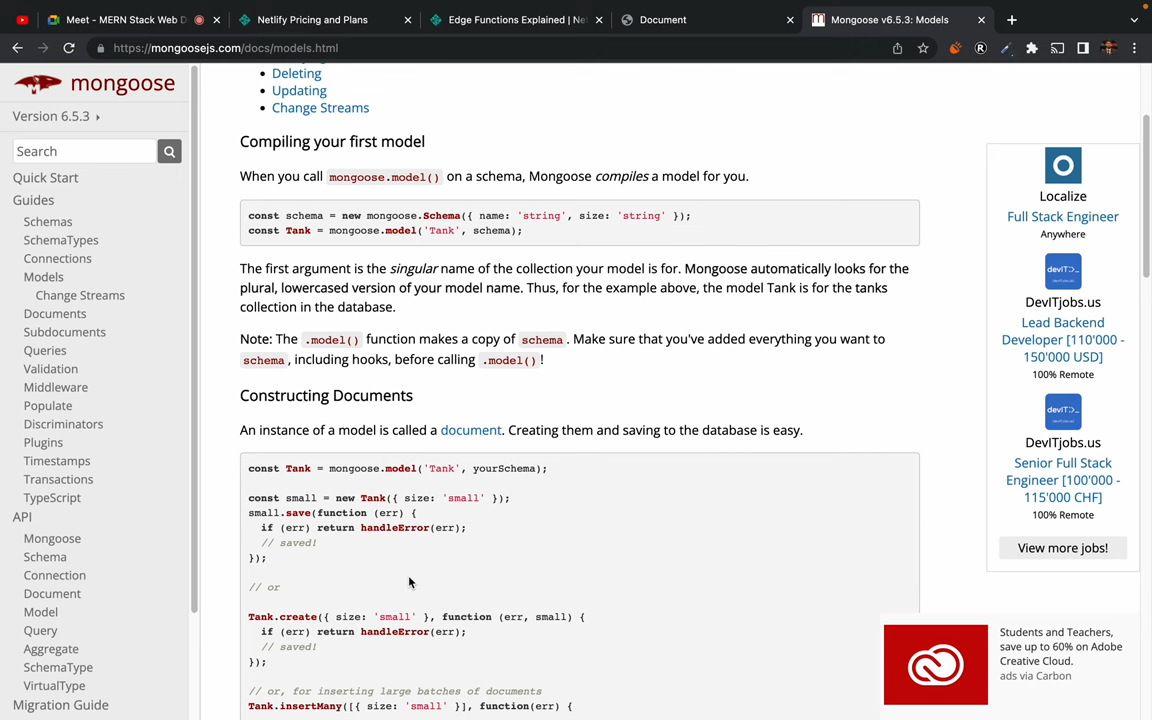 Meet - MERN Stack Web D
Netlify Pricing and Plans
Edge Functions Explained | Ne
Document
Mongoose v6.5.3: Models
https://mongoosejs.com/docs/models.html
mongoose
Version 6.5.3
Search
Quick Start
Guides
Schemas
SchemaTypes
Connections
Models
Change Streams
Documents
Subdocuments
Queries
Validation
Middleware
Populate
Discriminators
Plugins
Timestamps
Transactions
TypeScript
API
Mongoose
Schema
Connection
Document
Model
Query
Aggregate
SchemaType
VirtualType
Migration Guide
Deleting
Updating
Change Streams
Compiling your first model
When you call mongoose.model() on a schema, Mongoose compiles a model for you.
const schema = new mongoose.Schema({ name: 'string', size: 'string' });
const Tank = mongoose.model('Tank', schema);
The first argument is the singular name of the collection your model is for. Mongoose automatically looks for the
plural, lowercased version of your model name. Thus, for the example above, the model Tank is for the tanks
collection in the database.
Note: The .model() function makes a copy of schema. Make sure that you've added everything you want to
schema, including hooks, before calling .model()!
Constructing Documents
An instance of a model is called a document. Creating them and saving to the database is easy.
const Tank = mongoose.model('Tank', yourSchema);
const small = new Tank({ size: 'small' });
small.save(function (err) {
if (err) return handleError(err);
// saved!
});
// or
Tank.create({ size: 'small' }, function (err, small) {
if (err) return handleError(err);
// saved!
});
// or, for inserting large batches of documents
Tank.insertMany([{ size: 'small' }], function(err) {
Localize
Full Stack Engineer
Anywhere
devIT>_
DevITjobs.us
Lead Backend
Developer [110'000 -
150'000 USD]
100% Remote
devIT>_
DevITjobs.us
Senior Full Stack
Engineer [100'000 -
115'000 CHF]
100% Remote
View more jobs!
Students and Teachers,
save up to 60% on Adobe
Creative Cloud.
ads via Carbon